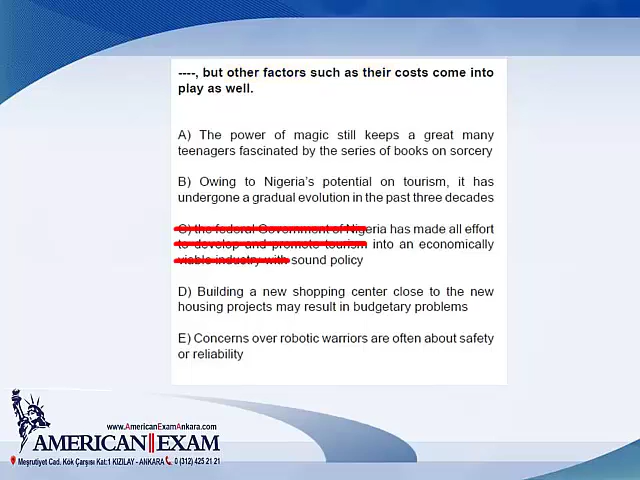 ----, but other factors such as their costs come into
play as well.
A) The power of magic still keeps a great many
teenagers fascinated by the series of books on sorcery
B) Owing to Nigeria's potential on tourism, it has
undergone a gradual evolution in the past three decades
C) the federal Government of Nigeria has made all effort
to develop and promote tourism into an economically
viable industry with sound policy
D) Building a new shopping center close to the new
housing projects may result in budgetary problems
E) Concerns over robotic warriors are often about safety
or reliability
www.AmericanExamAnkara.com
AMERICAN EXAM
Meşrutiyet Cad. Kök Çarşısı Kat:1 KIZILAY - ANKARA 0 (312) 425 21 21